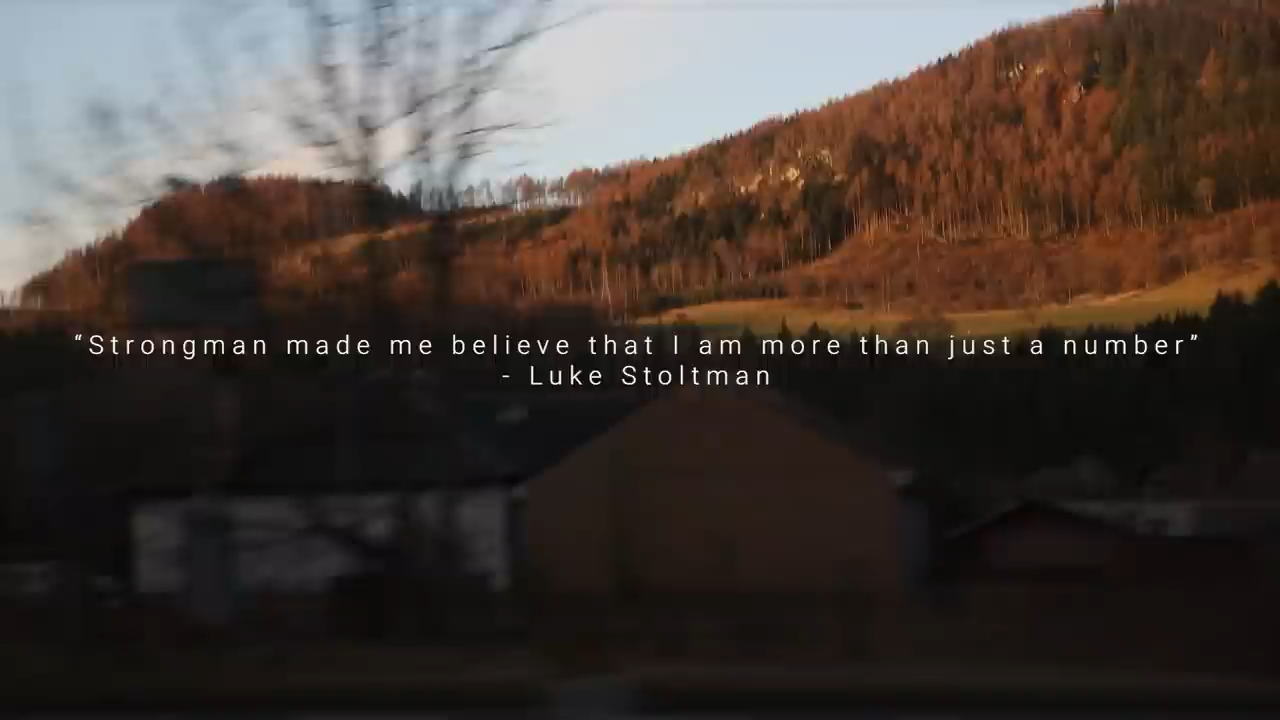 “Strongman made me believe that I am more than just a number”
- Luke Stoltman